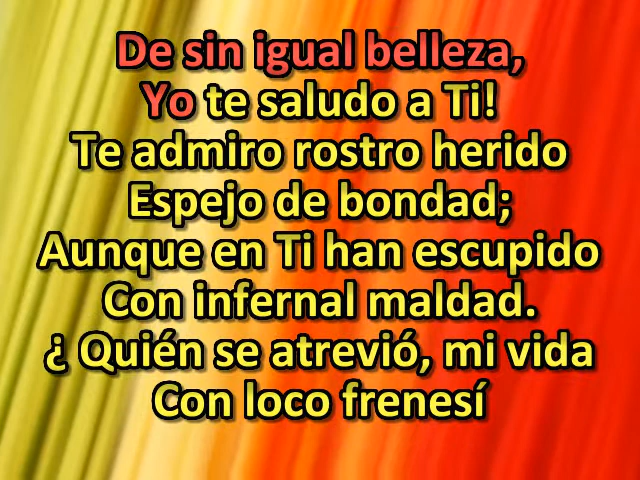 De sin igual belleza,
Yo te saludo a Ti!
Te admiro rostro herido
Espejo de bondad;
Aunque en Ti han escupido
Con infernal maldad.
¿ Quién se atrevió, mi vida
Con loco frenesí